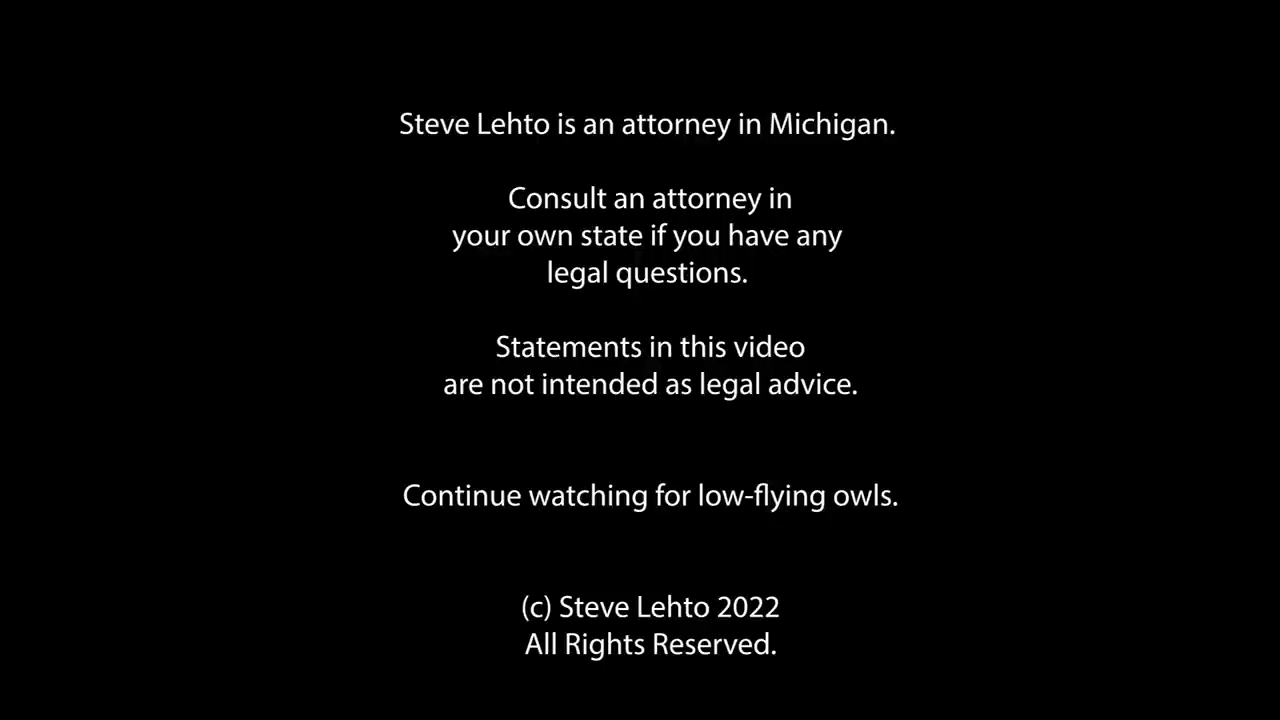 Steve Lehto is an attorney in Michigan.
Consult an attorney in
your own state if you have any
legal questions.
Statements in this video
are not intended as legal advice.
Continue watching for low-flying owls.
(c) Steve Lehto 2022
All Rights Reserved.